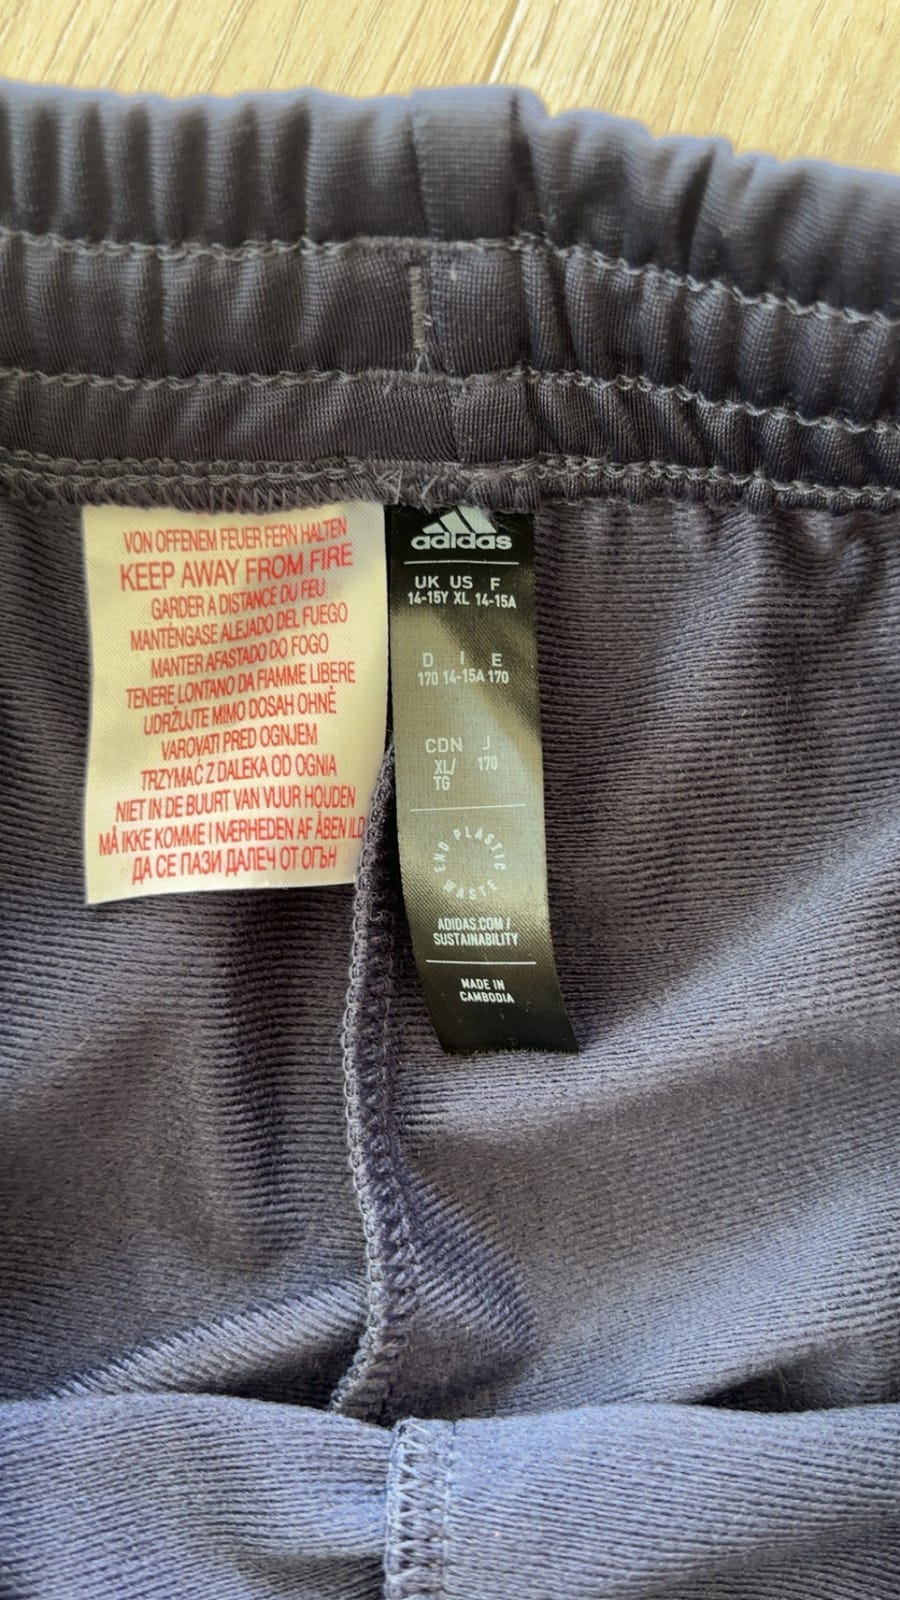 VON OFFENEM FEUER FERN HALTEN
KEEP AWAY FROM FIRE
GARDER A DISTANCE DU FEU
MANTÉNGASE ALEJADO DEL FUEGO
MANTER AFASTADO DO FOGO
TENERE LONTANO DA FIAMME LIBERE
UDRŽUJTE MIMO DOSAH OHNĚ
VAROVATI PRED OGNJEM
TRZYMAĆ Z DALEKA OD OGNIA
NIET IN DE BUURT VAN VUUR HOUDEN
MÅ IKKE KOMME I NÆRHEDEN AF ÅBEN ILD
ДА СЕ ПАЗИ ДАЛЕЧ ОТ ОГЪН
adidas
UK US F
14-15Y XL 14-15A
D I E
170 14-15A 170
CDN J
XL/ 170
TG
END PLASTIC WASTE
ADIDAS.COM/
SUSTAINABILITY
MADE IN
CAMBODIA